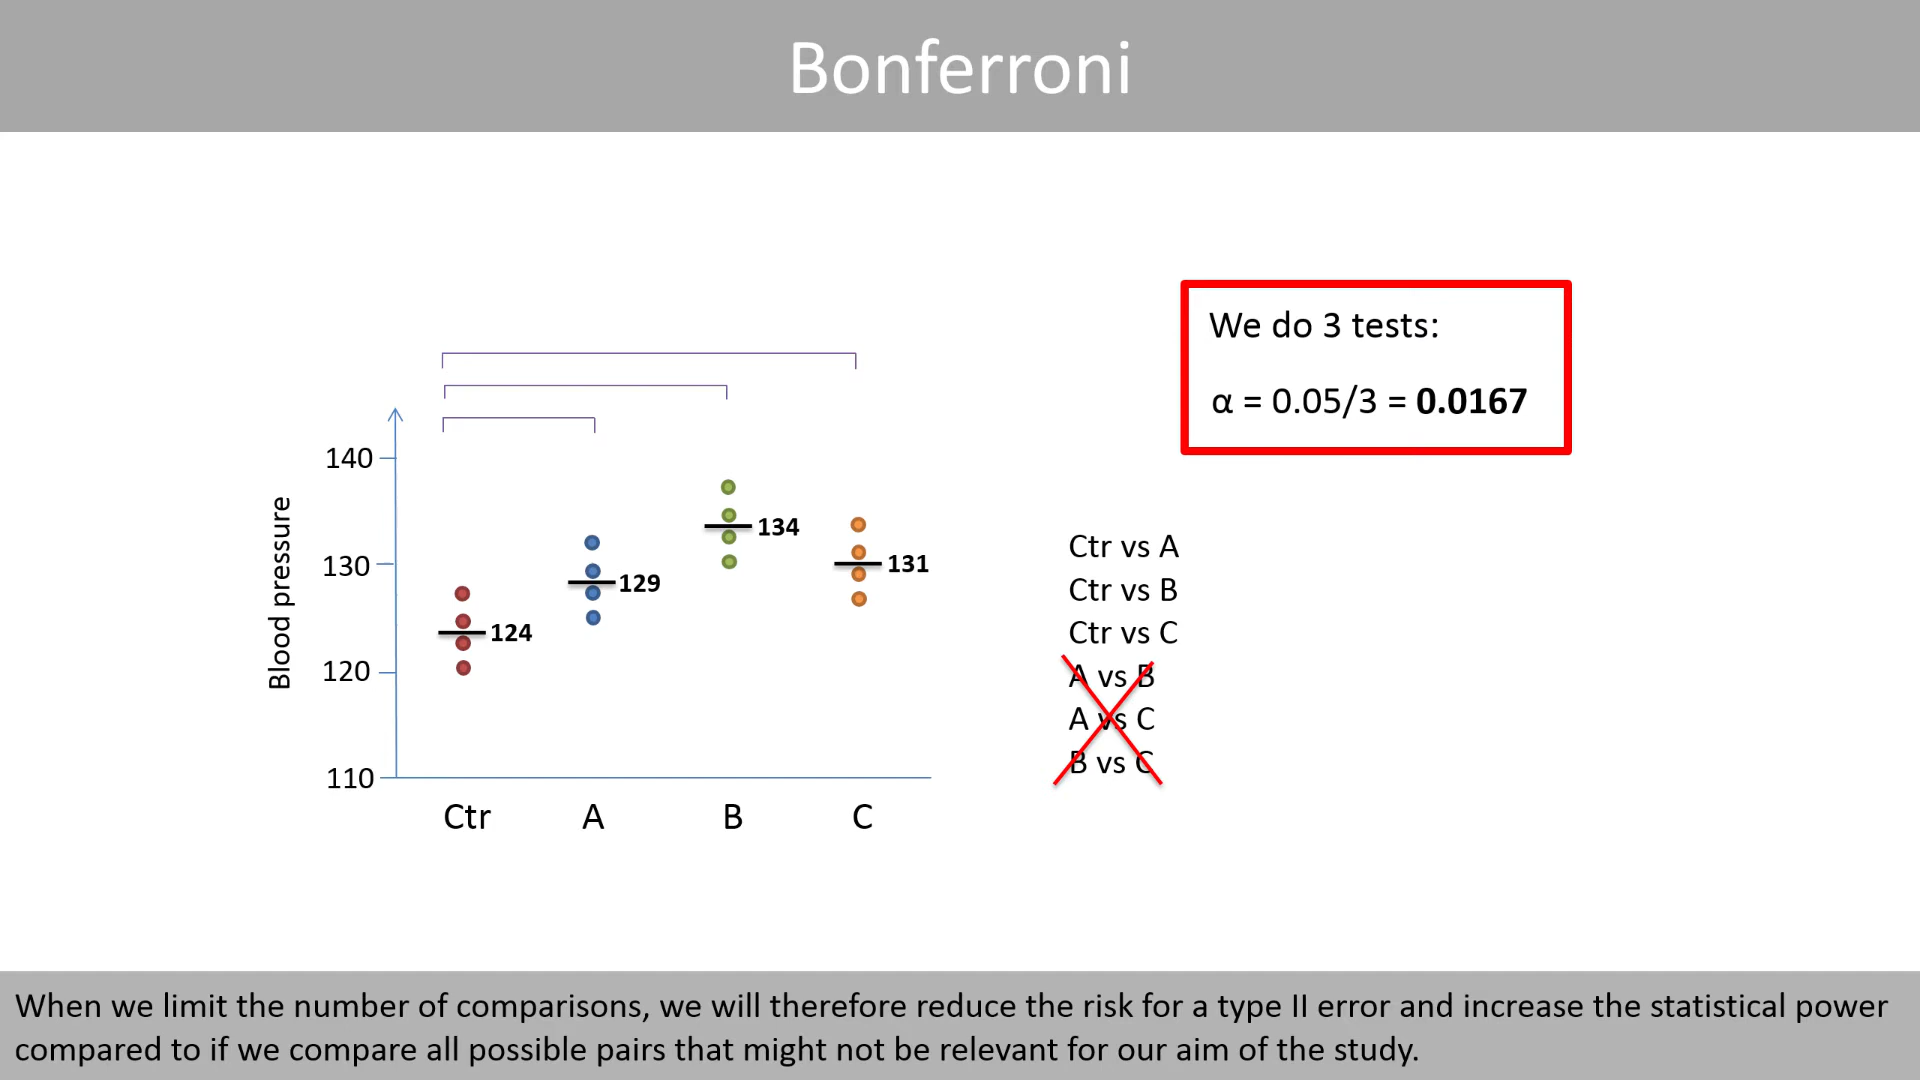 Bonferroni
We do 3 tests:
α = 0.05/3 = 0.0167
Blood pressure
140
130
120
110
124
129
134
131
Ctr
A
B
C
Ctr vs A
Ctr vs B
Ctr vs C
A vs B
A vs C
B vs C
When we limit the number of comparisons, we will therefore reduce the risk for a type II error and increase the statistical power
compared to if we compare all possible pairs that might not be relevant for our aim of the study.